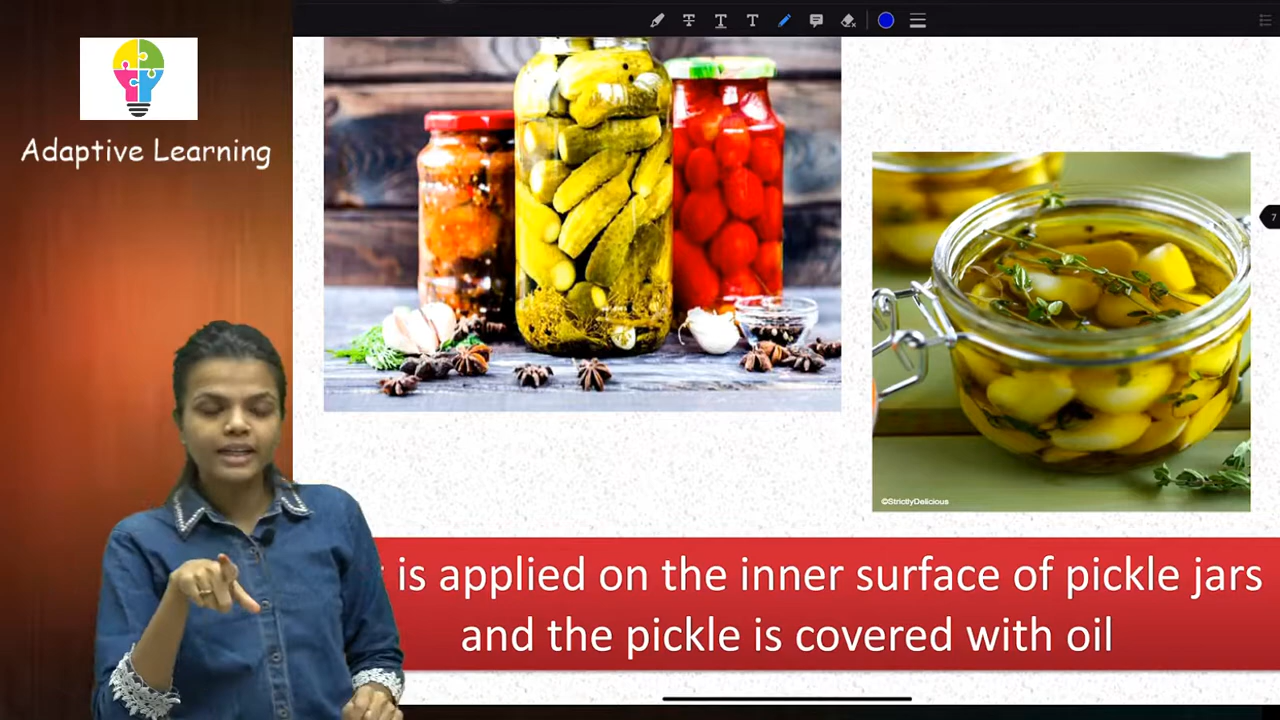 Adaptive Learning
7
©StrictlyDelicious
is applied on the inner surface of pickle jars
and the pickle is covered with oil